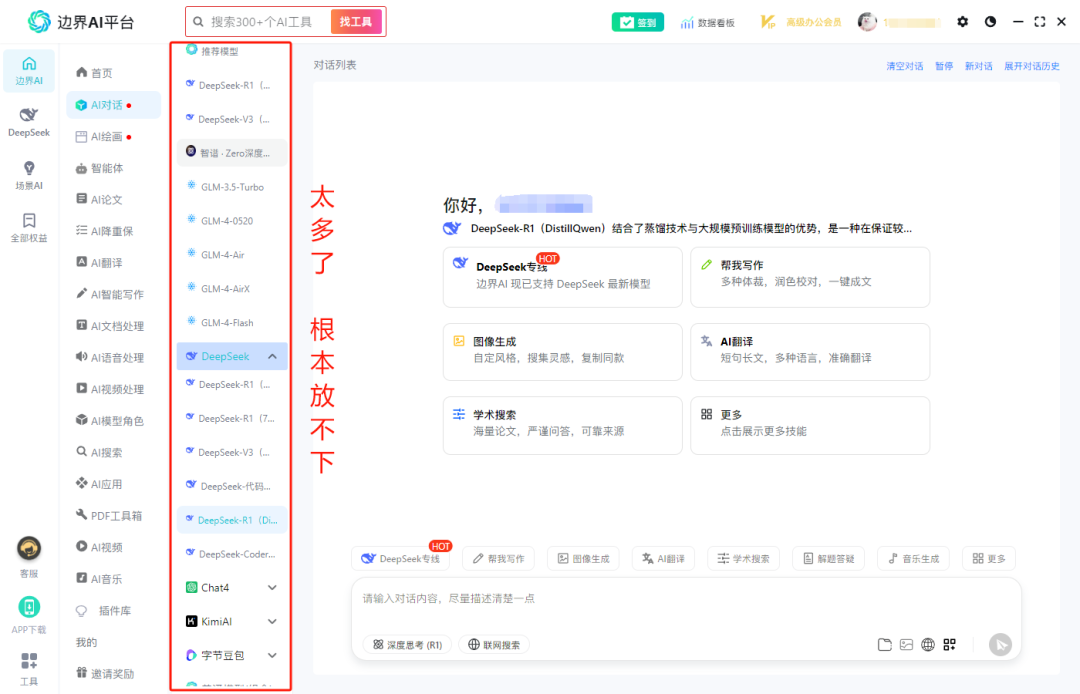 边界AI平台
搜索300+个AI工具
找工具
签到
数据看板
VIP
高级办公会员
1
边界AI
DeepSeek
场景AI
全部权益
客服
APP下载
工具
首页
AI对话
AI绘画
智能体
AI论文
AI降重保
AI翻译
AI智能写作
AI文档处理
AI语音处理
AI视频处理
AI模型角色
AI搜索
AI应用
PDF工具箱
AI视频
AI音乐
插件库
我的
邀请奖励
推荐模型
DeepSeek-R1（...
DeepSeek-V3（...
智谱 · Zero深度...
GLM-3.5-Turbo
GLM-4-0520
GLM-4-Air
GLM-4-AirX
GLM-4-Flash
DeepSeek
DeepSeek-R1（...
DeepSeek-R1（7...
DeepSeek-V3（...
DeepSeek-代码...
DeepSeek-R1（Di...
DeepSeek-Coder...
Chat4
KimiAI
字节豆包
太多了
根本放不下
对话列表
清空对话
暂停
新对话
展开对话历史
你好，
DeepSeek-R1（DistillQwen）结合了蒸馏技术与大规模预训练模型的优势，是一种在保证较...
DeepSeek专线
HOT
边界AI 现已支持 DeepSeek 最新模型
帮我写作
多种体裁，润色校对，一键成文
图像生成
自定风格，搜集灵感，复制同款
AI翻译
短句长文，多种语言，准确翻译
学术搜索
海量论文，严谨问答，可靠来源
更多
点击展示更多技能
HOT
DeepSeek专线
帮我写作
图像生成
AI翻译
学术搜索
解题答疑
音乐生成
更多
请输入对话内容，尽量描述清楚一点
深度思考 (R1)
联网搜索